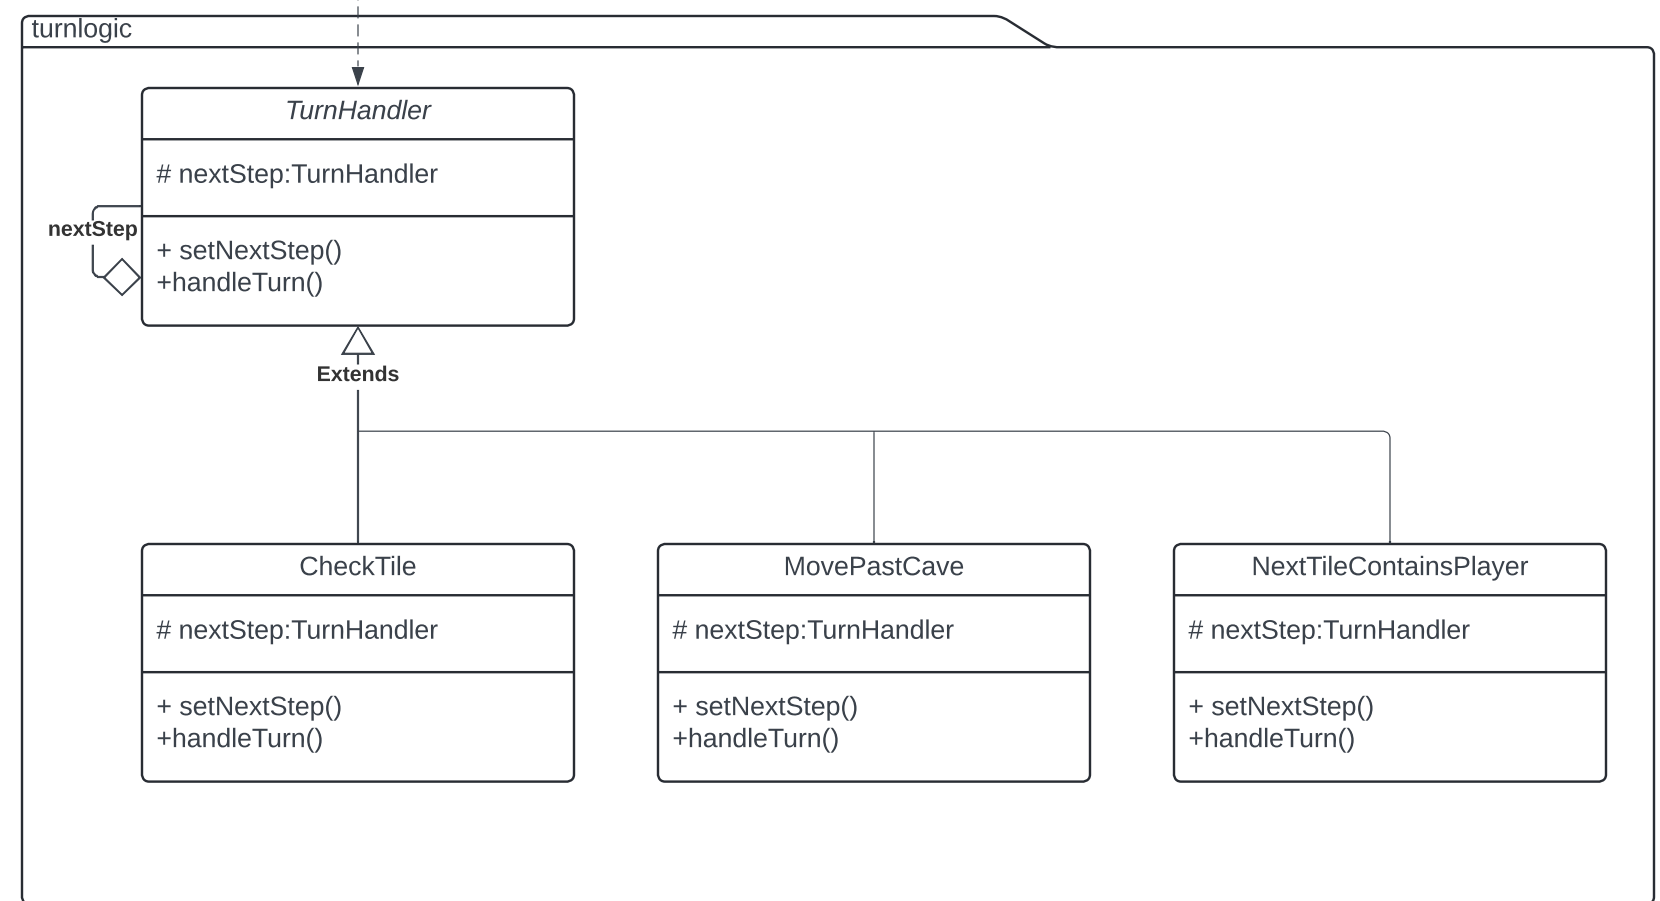 turnlogic
TurnHandler
# nextStep:TurnHandler
nextStep
+ setNextStep()
+handleTurn()
Extends
CheckTile
# nextStep:TurnHandler
+ setNextStep()
+handleTurn()
MovePastCave
# nextStep:TurnHandler
+ setNextStep()
+handleTurn()
NextTileContainsPlayer
# nextStep:TurnHandler
+ setNextStep()
+handleTurn()